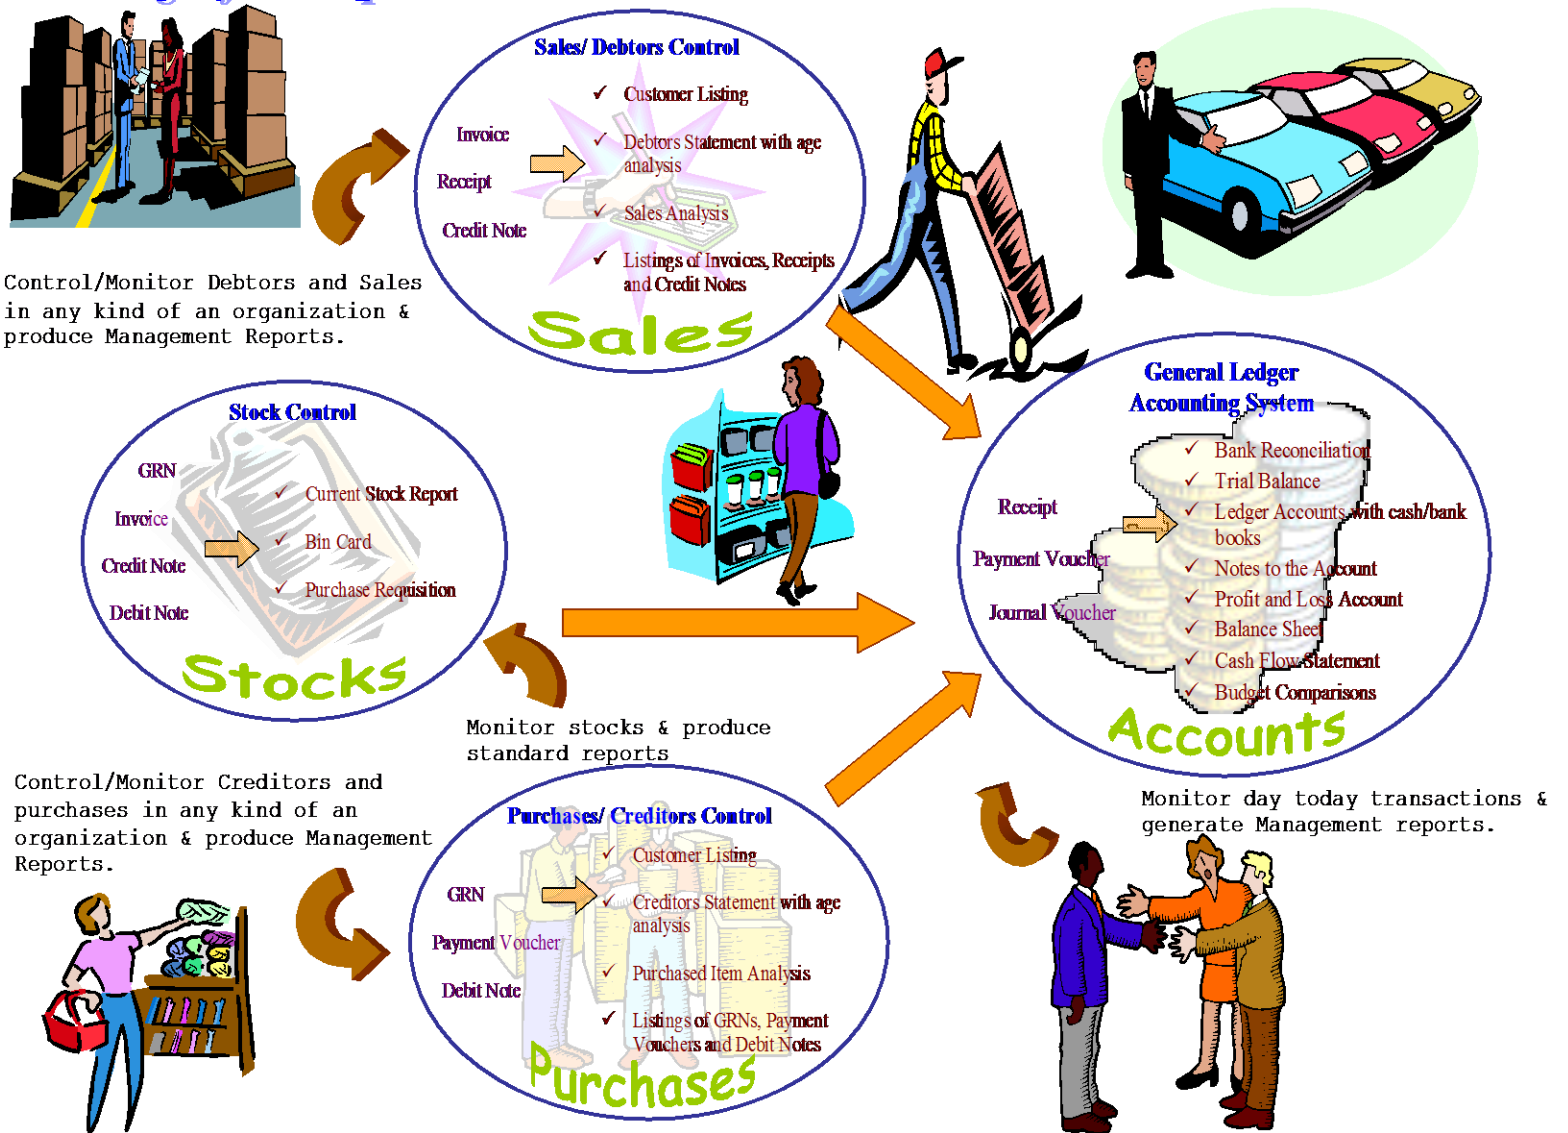 Sales/ Debtors Control
Invoice
Receipt
Credit Note
✓ Customer Listing
✓ Debtors Statement with age
analysis
✓ Sales Analysis
✓ Listings of Invoices, Receipts
and Credit Notes
Sales
Control/Monitor Debtors and Sales
in any kind of an organization &
produce Management Reports.
Stock Control
GRN
Invoice
Credit Note
Debit Note
✓ Current Stock Report
✓ Bin Card
✓ Purchase Requisition
Stocks
General Ledger
Accounting System
Receipt
Payment Voucher
Journal Voucher
✓ Bank Reconciliation
✓ Trial Balance
✓ Ledger Accounts with cash/bank
books
✓ Notes to the Account
✓ Profit and Loss Account
✓ Balance Sheet
✓ Cash Flow Statement
✓ Budget Comparisons
Accounts
Monitor stocks & produce
standard reports
Control/Monitor Creditors and
purchases in any kind of an
organization & produce Management
Reports.
Monitor day today transactions &
generate Management reports.
Purchases/ Creditors Control
GRN
Payment Voucher
Debit Note
✓ Customer Listing
✓ Creditors Statement with age
analysis
✓ Purchased Item Analysis
✓ Listings of GRNs, Payment
Vouchers and Debit Notes
Purchases